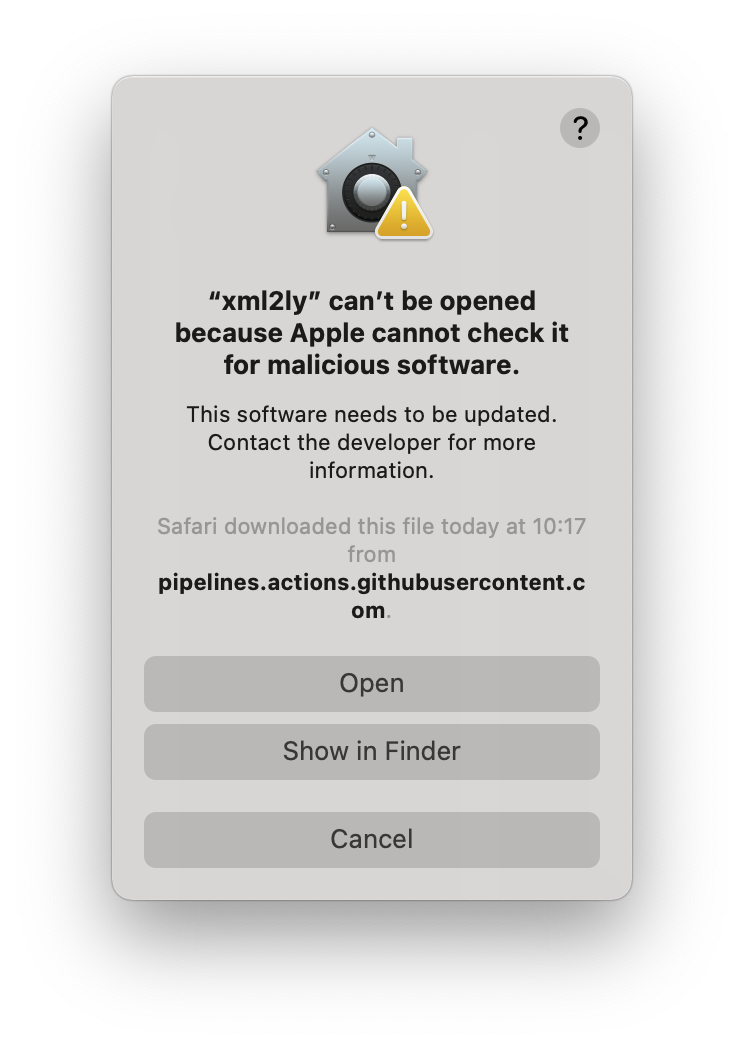 ?
“xml2ly” can’t be opened
because Apple cannot check it
for malicious software.
This software needs to be updated.
Contact the developer for more
information.
Safari downloaded this file today at 10:17
from
pipelines.actions.githubusercontent.c
om.
Open
Show in Finder
Cancel